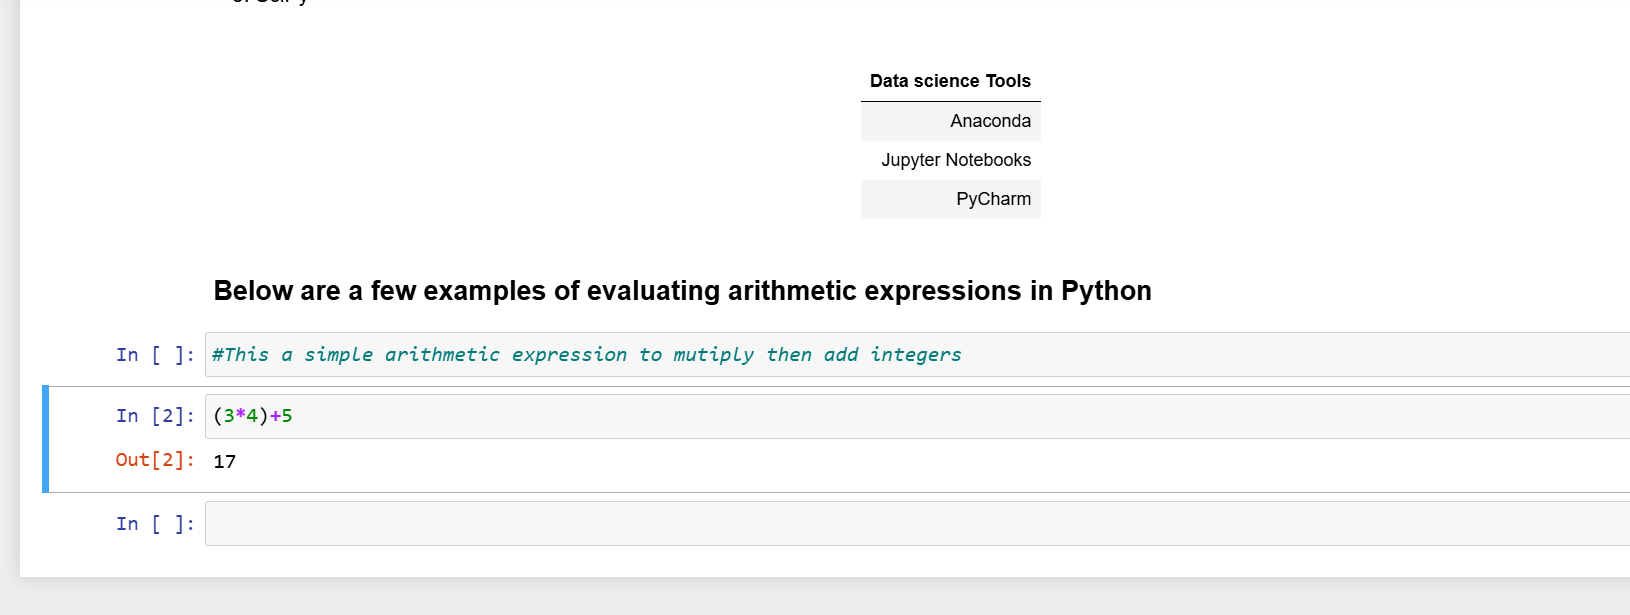 Data science Tools
Anaconda
Jupyter Notebooks
PyCharm
Below are a few examples of evaluating arithmetic expressions in Python
In [ ]: #This a simple arithmetic expression to mutiply then add integers
In [2]: (3*4)+5
Out[2]: 17
In [ ]: